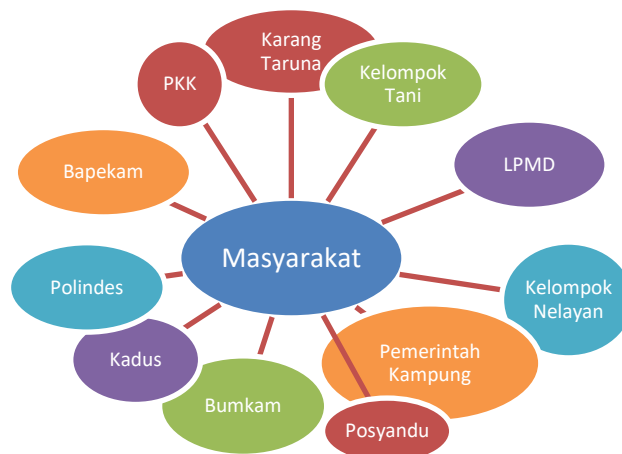 Karang
Taruna
PKK
Kelompok
Tani
LPMD
Bapekam
Masyarakat
Polindes
Kelompok
Nelayan
Kadus
Pemerintah
Kampung
Bumkam
Posyandu